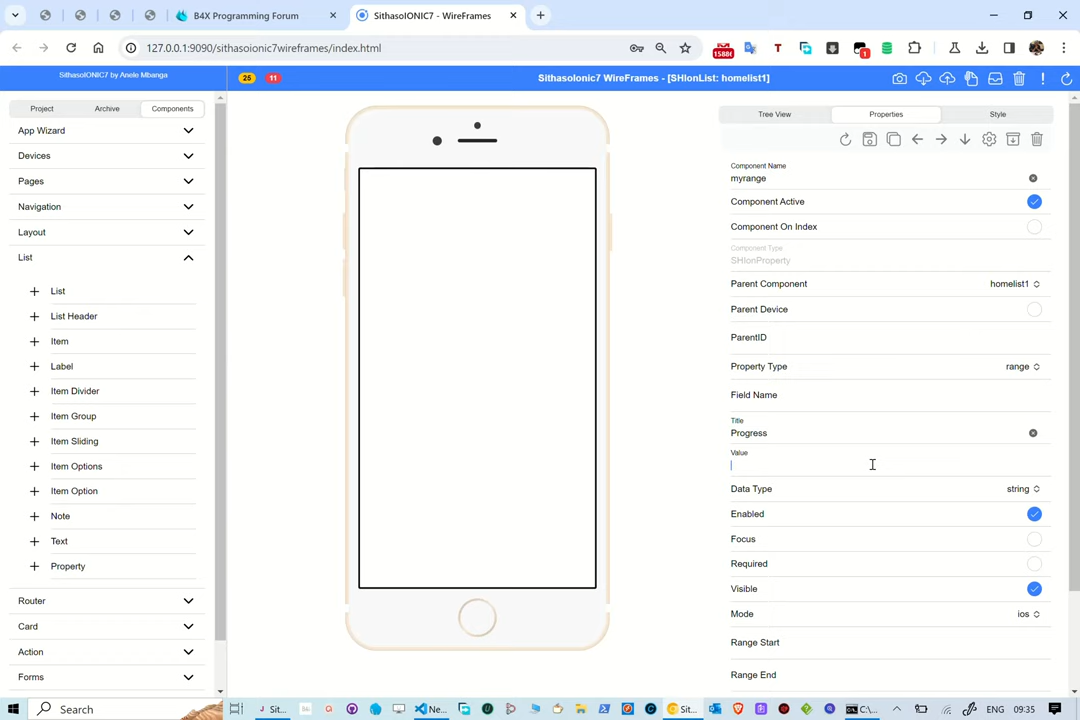 B4X Programming Forum
SithasoIONIC7 - WireFrames
127.0.0.1:9090/sithasoionic7wireframes/index.html
1588
1
SithasoIONIC7 by Anele Mbanga
25
11
SithasoIonic7 WireFrames - [SHIonList: homelist1]
Project
Archive
Components
App Wizard
Devices
Pages
Navigation
Layout
List
List
List Header
Item
Label
Item Divider
Item Group
Item Sliding
Item Options
Item Option
Note
Text
Property
Router
Card
Action
Forms
Tree View
Properties
Style
Component Name
myrange
Component Active
Component On Index
Component Type
SHIonProperty
Parent Component
homelist1
Parent Device
ParentID
Property Type
range
Field Name
Title
Progress
Value
Data Type
string
Enabled
Focus
Required
Visible
Mode
ios
Range Start
Range End
Search
Sit...
Ne...
Sit...
C:\...
ENG
09:35